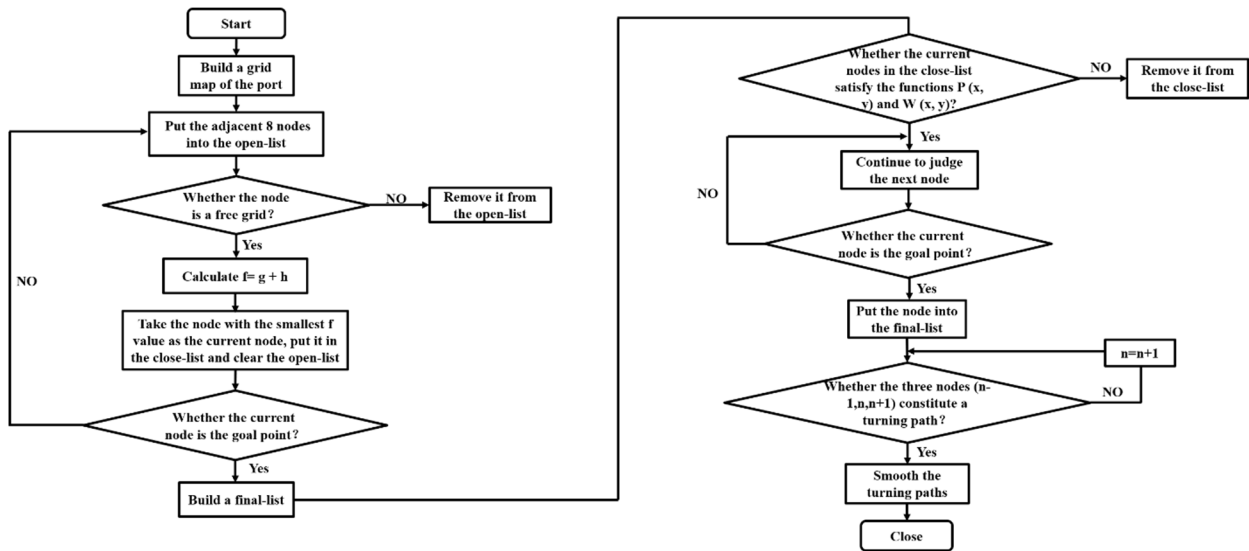 Start
Build a grid
map of the port
Put the adjacent 8 nodes
into the open-list
Whether the node
is a free grid?
NO
Remove it from
the open-list
Yes
Calculate f= g + h
NO
Take the node with the smallest f
value as the current node, put it in
the close-list and clear the open-list
Whether the current
node is the goal point?
Yes
Build a final-list
Whether the current
nodes in the close-list
satisfy the functions P (x,
y) and W (x, y)?
NO
Remove it from
the close-list
Yes
Continue to judge
the next node
NO
Whether the current
node is the goal point?
Yes
Put the node into
the final-list
n=n+1
Whether the three nodes (n-
1,n,n+1) constitute a
turning path?
NO
Yes
Smooth the
turning paths
Close